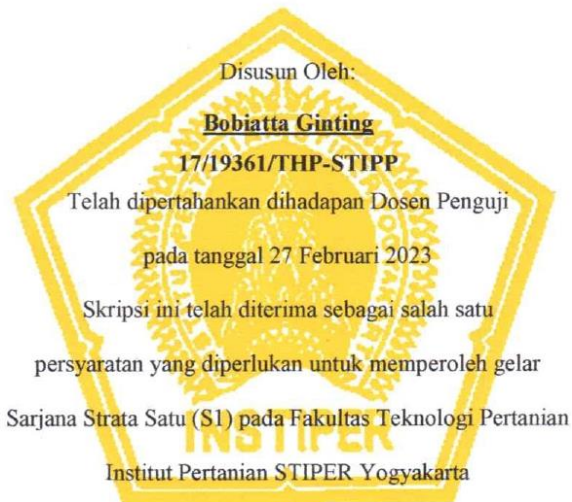 Disusun Oleh:
Bobiatta Ginting
17/19361/THP-STIPP
Telah dipertahankan dihadapan Dosen Penguji
pada tanggal 27 Februari 2023
Skripsi ini telah diterima sebagai salah satu
persyaratan yang diperlukan untuk memperoleh gelar
Sarjana Strata Satu (S1) pada Fakultas Teknologi Pertanian
INSTIPER
Institut Pertanian STIPER Yogyakarta